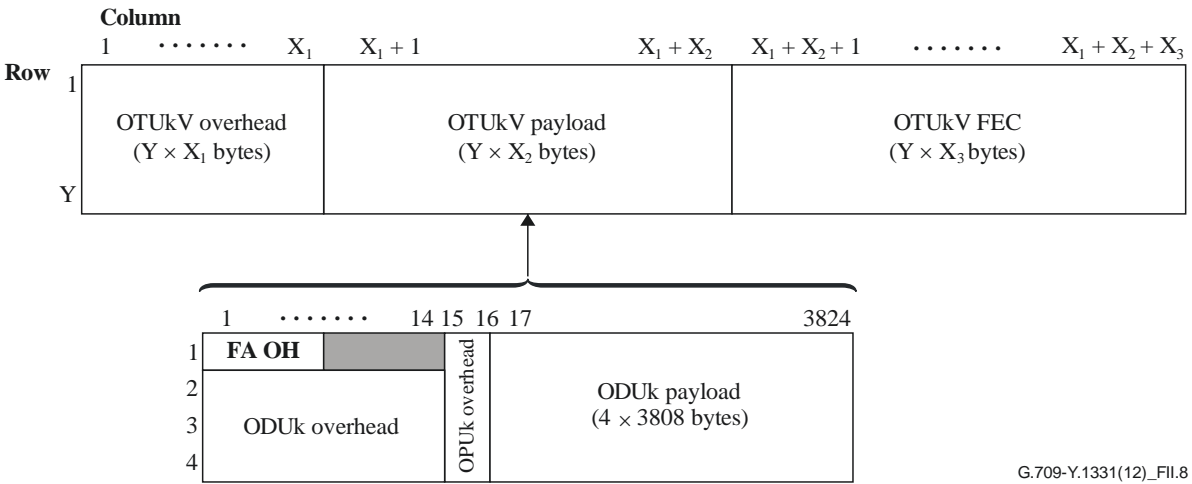 Column
1 ······· X₁ X₁ + 1 X₁ + X₂ X₁ + X₂ + 1 ······· X₁ + X₂ + X₃
Row
1
OTUkV overhead
(Y × X₁ bytes)
OTUkV payload
(Y × X₂ bytes)
OTUkV FEC
(Y × X₃ bytes)
Y
1 ······· 14 15 16 17 3824
1
FA OH
2
3
4
ODUk overhead
OPUk overhead
ODUk payload
(4 × 3808 bytes)
G.709-Y.1331(12)_FII.8